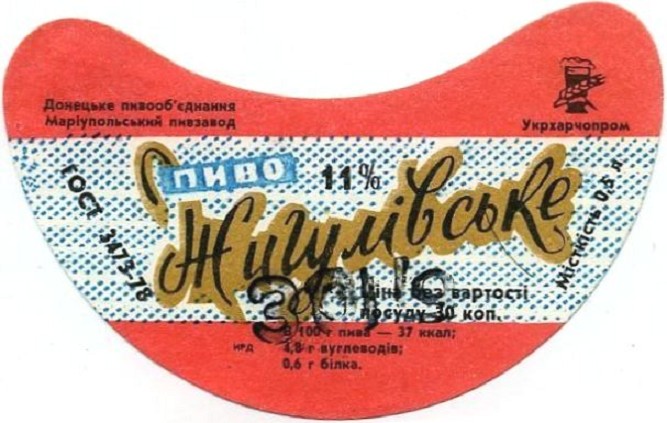 Донецьке пивооб'єднання
Маріупольський пивзавод
Укрхарчопром
ПИВО
11%
Жигулівське
ГОСТ 3473-78
Місткість 0,5 л
Ціна без вартості
посуду 30 коп.
В 100 г пива — 37 ккал;
4,8 г вуглеводів;
0,6 г білка.
ИРД